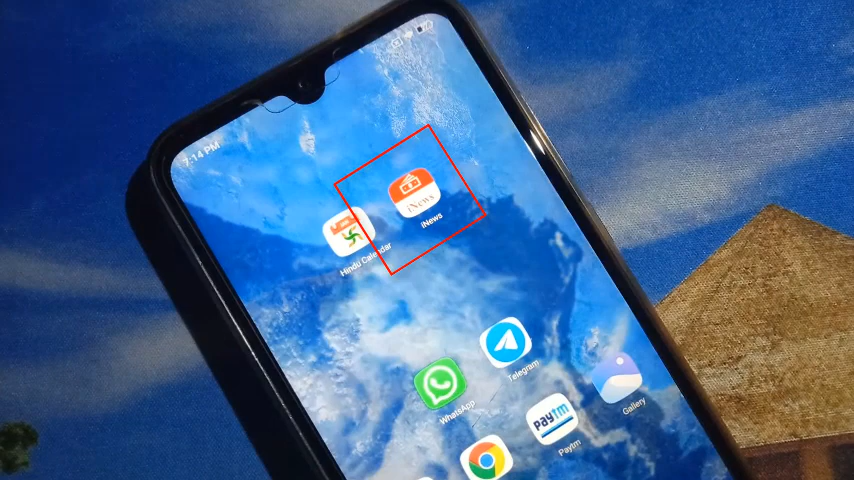 7:14 PM
iNews
iNews
Hindu Calendar
Telegram
WhatsApp
Paytm
Paytm
Gallery